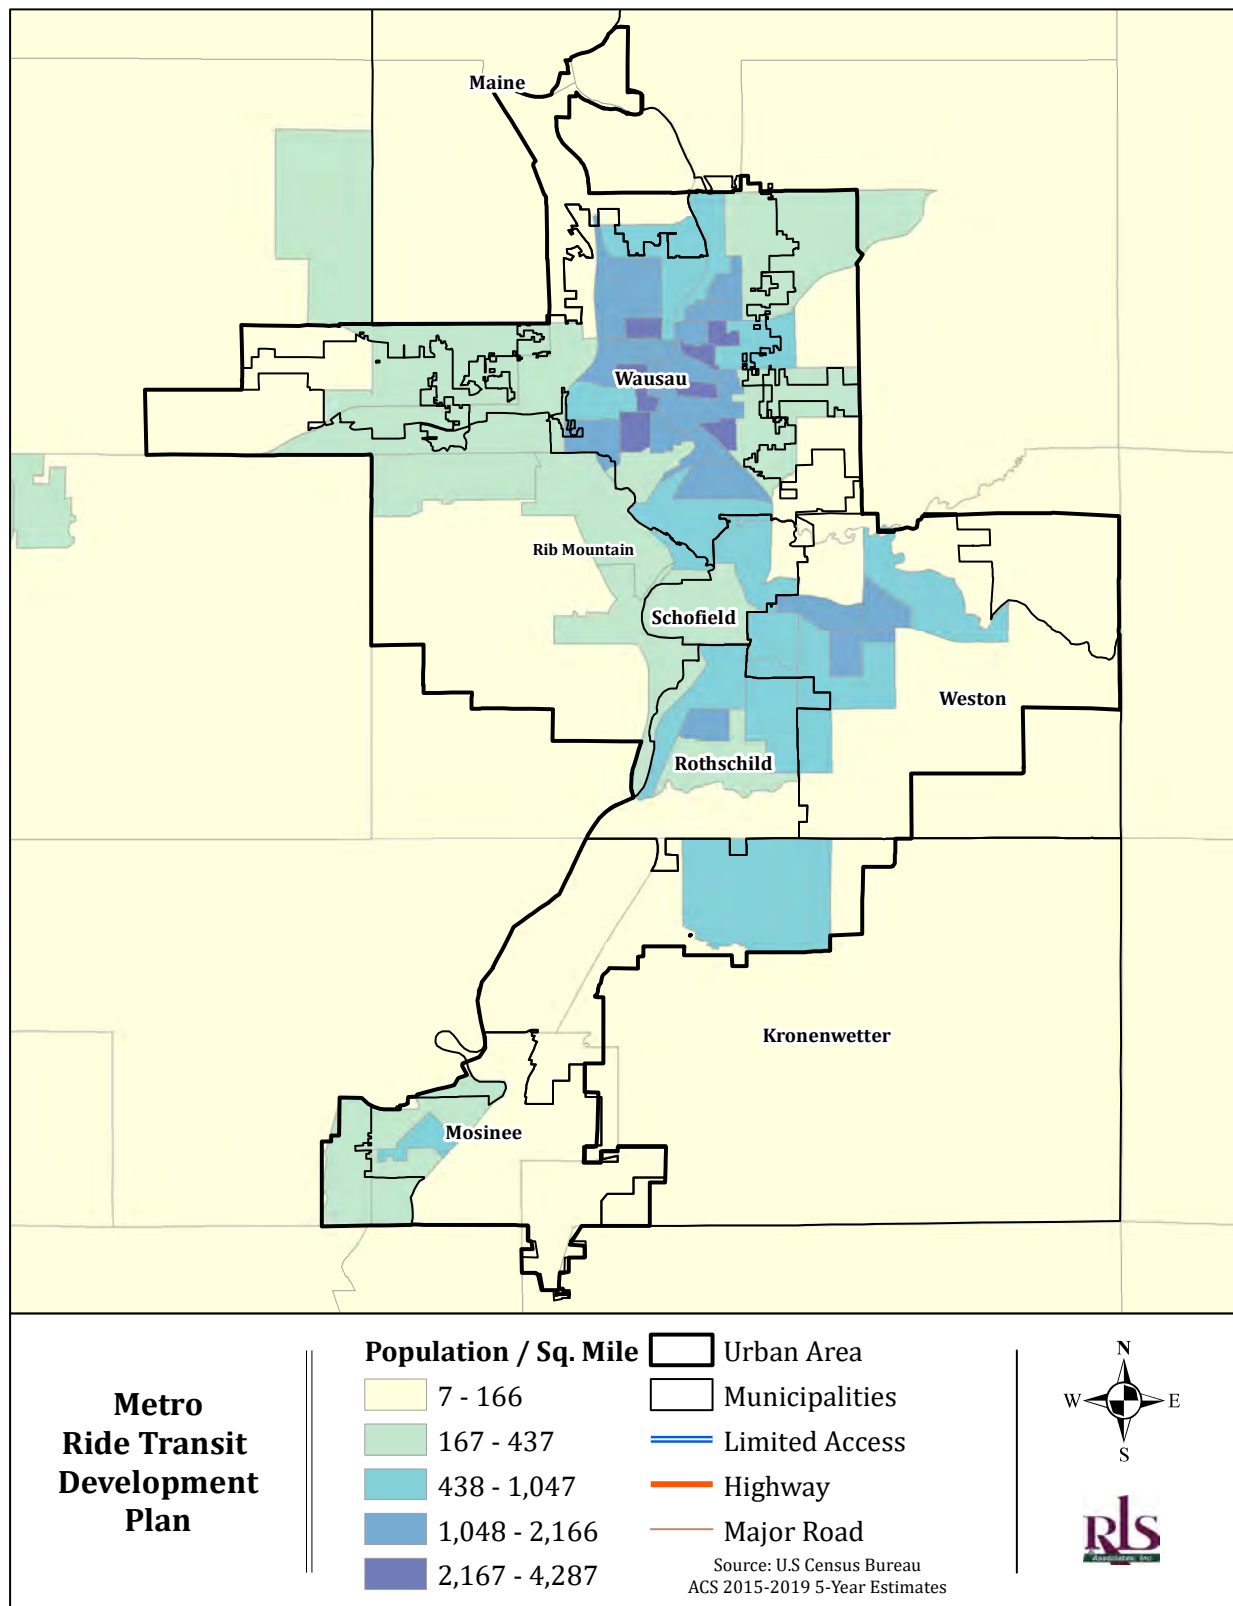 Maine
Wausau
Rib Mountain
Schofield
Weston
Rothschild
Kronenwetter
Mosinee
Metro
Ride Transit
Development
Plan
Population / Sq. Mile
7 - 166
167 - 437
438 - 1,047
1,048 - 2,166
2,167 - 4,287
Urban Area
Municipalities
Limited Access
Highway
Major Road
Source: U.S Census Bureau
ACS 2015-2019 5-Year Estimates
N
W E
S
RLS
Associates, Inc.